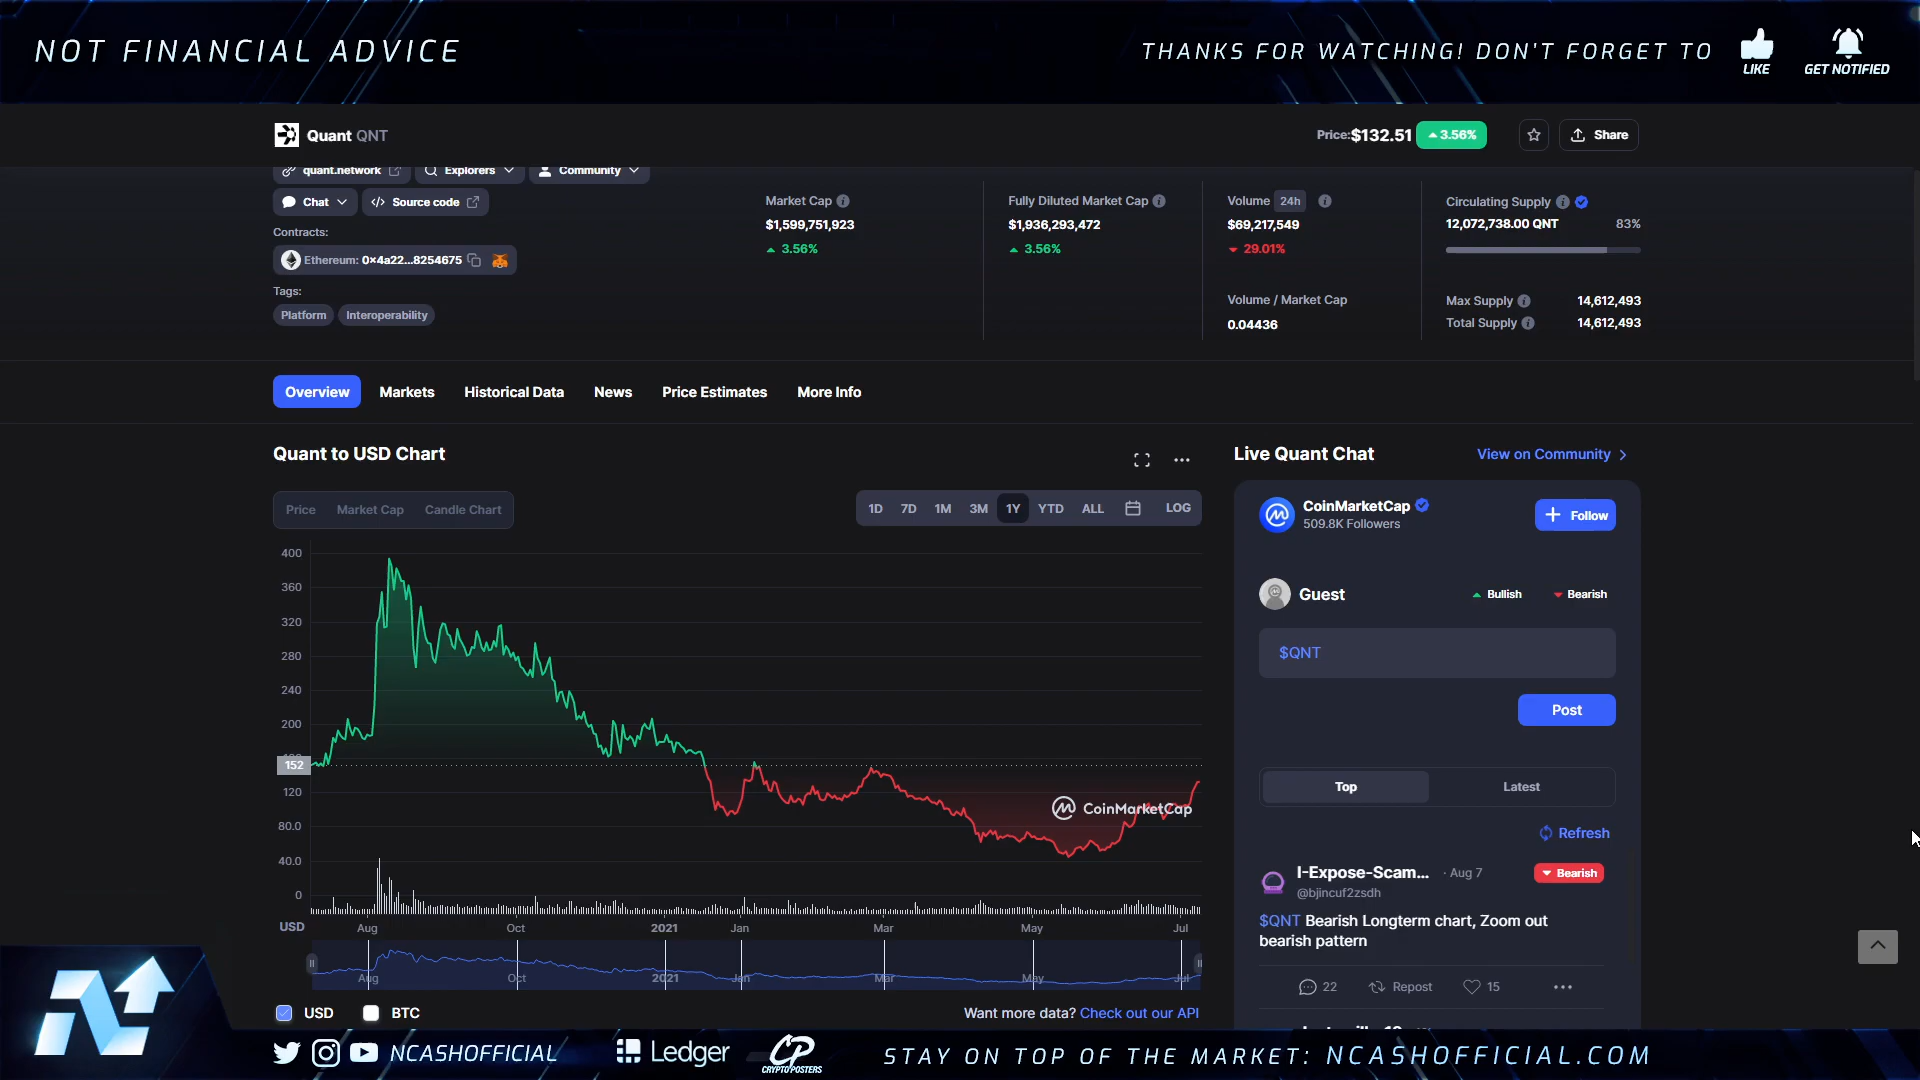 NOT FINANCIAL ADVICE
THANKS FOR WATCHING! DON'T FORGET TO
LIKE
GET NOTIFIED
Quant QNT
Price:$132.51
3.56%
Share
quant.network
Explorers
Community
Chat
Source code
Contracts:
Ethereum: 0x4a22...8254675
Tags:
Platform
Interoperability
Market Cap
$1,599,751,923
3.56%
Fully Diluted Market Cap
$1,936,293,472
3.56%
Volume 24h
$69,217,549
29.01%
Volume / Market Cap
0.04436
Circulating Supply
12,072,738.00 QNT
83%
Max Supply
14,612,493
Total Supply
14,612,493
Overview
Markets
Historical Data
News
Price Estimates
More Info
Quant to USD Chart
Price
Market Cap
Candle Chart
1D
7D
1M
3M
1Y
YTD
ALL
LOG
400
360
320
280
240
200
152
120
80.0
40.0
0
CoinMarketCap
USD
Aug
Oct
2021
Jan
Mar
May
Jul
Aug
Oct
2021
Jan
Mar
May
Jul
USD
BTC
Want more data? Check out our API
Live Quant Chat
View on Community
CoinMarketCap
509.8K Followers
Follow
Guest
Bullish
Bearish
$QNT
Post
Top
Latest
Refresh
I-Expose-Scam...
· Aug 7
Bearish
@bjincuf2zsdh
$QNT Bearish Longterm chart, Zoom out
bearish pattern
22
Repost
15
NCASHOFFICIAL
Ledger
CP
CRYPTOPOSTERS
STAY ON TOP OF THE MARKET: NCASHOFFICIAL.COM